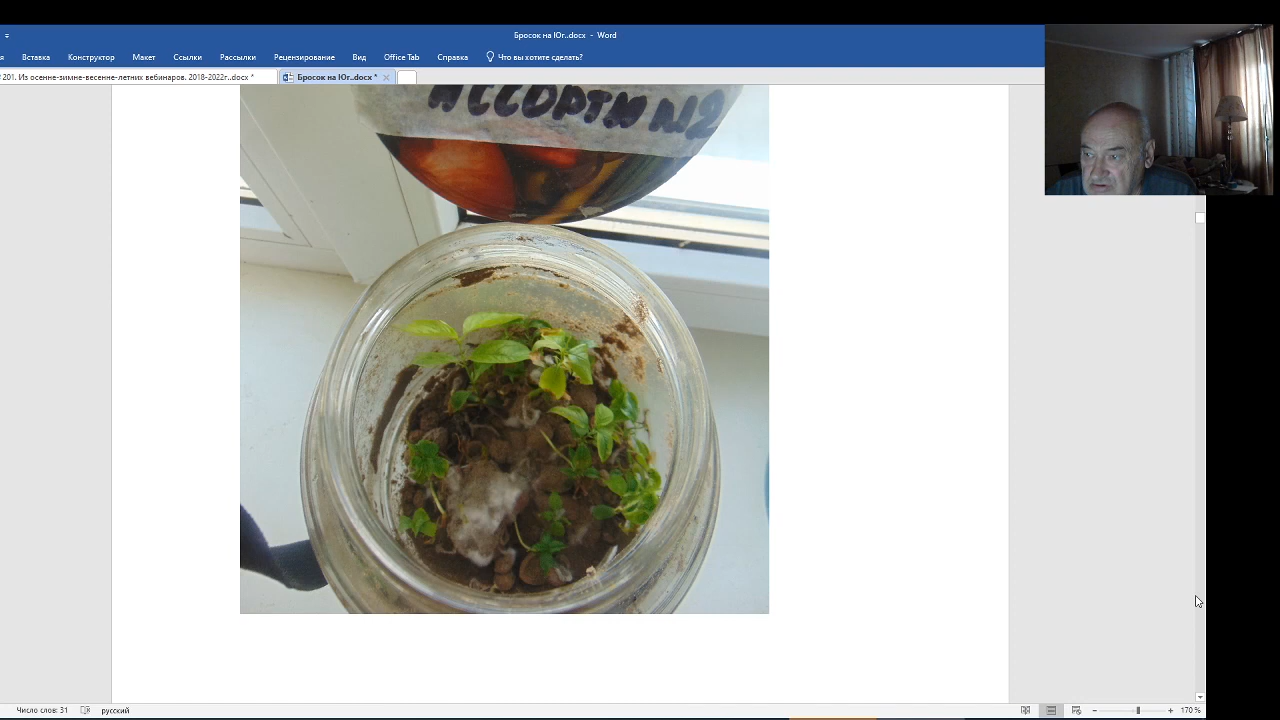 Бросок на Юг..docx - Word
я Вставка Конструктор Макет Ссылки Рассылки Рецензирование Вид Office Tab Справка Что вы хотите сделать?
201. Из осенне-зимне-весенне-летних вебинаров. 2018-2022г..docx *
Бросок на Юг..docx *
АССОРТИ №2
Число слов: 31 русский
170 %